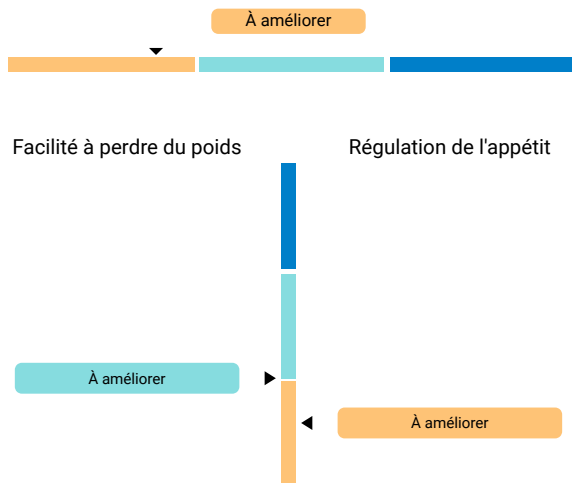 À améliorer
Facilité à perdre du poids
Régulation de l'appétit
À améliorer
À améliorer